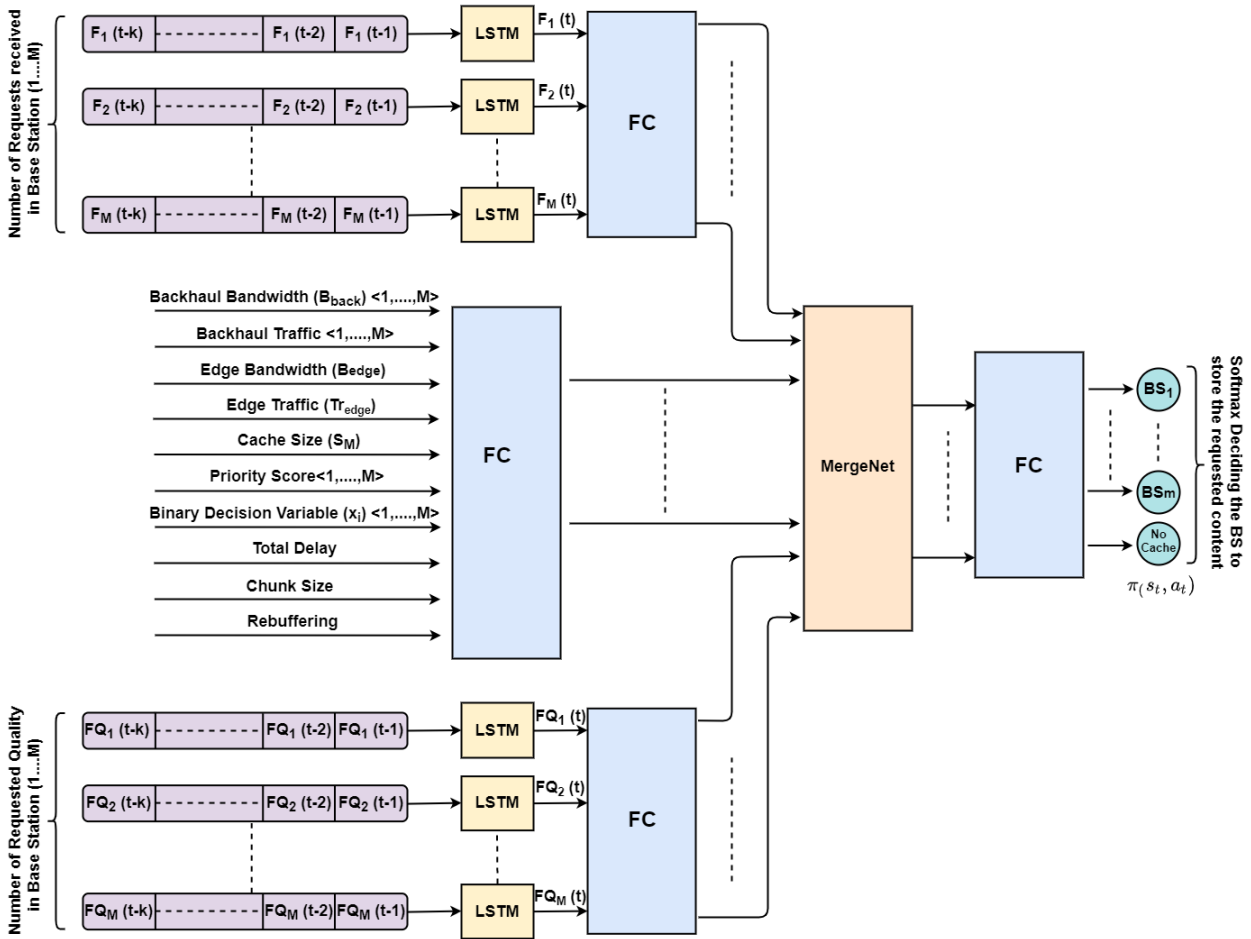 Number of Requests received
in Base Station (1....M)
F1 (t-k) F1 (t-2) F1 (t-1) LSTM F1 (t)
F2 (t-k) F2 (t-2) F2 (t-1) LSTM F2 (t)
FM (t-k) FM (t-2) FM (t-1) LSTM FM (t)
FC
Backhaul Bandwidth (Bback) <1,....,M>
Backhaul Traffic <1,....,M>
Edge Bandwidth (Bedge)
Edge Traffic (Tredge)
Cache Size (SM)
Priority Score<1,....,M>
Binary Decision Variable (xi) <1,....,M>
Total Delay
Chunk Size
Rebuffering
FC
Number of Requested Quality
in Base Station (1....M)
FQ1 (t-k) FQ1 (t-2) FQ1 (t-1) LSTM FQ1 (t)
FQ2 (t-k) FQ2 (t-2) FQ2 (t-1) LSTM FQ2 (t)
FQM (t-k) FQM (t-2) FQM (t-1) LSTM FQM (t)
FC
MergeNet
FC
BS1
BSm
No
Cache
π(st, at)
Softmax Deciding the BS to
store the requested content